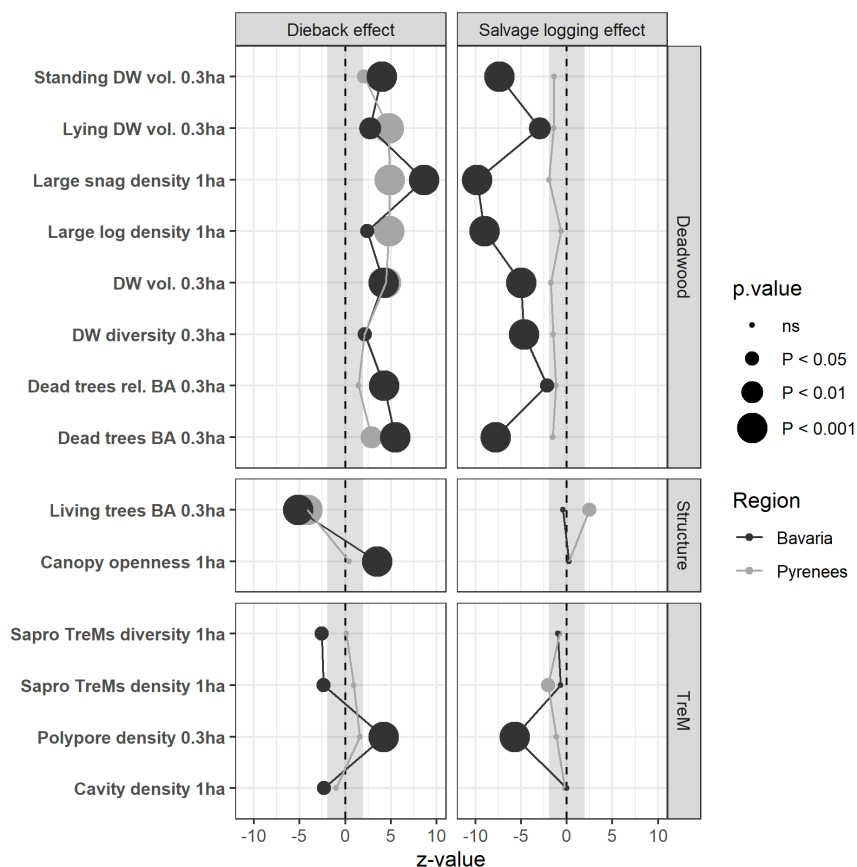 Dieback effect
Salvage logging effect
Standing DW vol. 0.3ha
Lying DW vol. 0.3ha
Large snag density 1ha
Large log density 1ha
DW vol. 0.3ha
DW diversity 0.3ha
Dead trees rel. BA 0.3ha
Dead trees BA 0.3ha
Deadwood
Living trees BA 0.3ha
Canopy openness 1ha
Structure
Sapro TreMs diversity 1ha
Sapro TreMs density 1ha
Polypore density 0.3ha
Cavity density 1ha
TreM
-10 -5 0 5 10
-10 -5 0 5 10
z-value
p.value
ns
P < 0.05
P < 0.01
P < 0.001
Region
Bavaria
Pyrenees